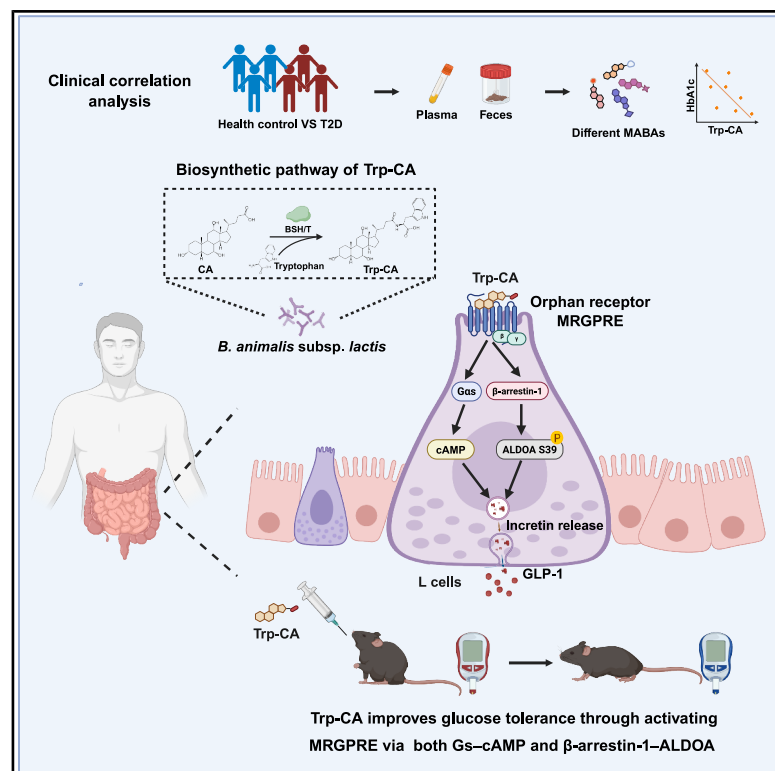 Clinical correlation
analysis
Health control VS T2D
Plasma
Feces
Different MABAs
HbA1c
Trp-CA
Biosynthetic pathway of Trp-CA
CA
BSH/T
Tryptophan
Trp-CA
B. animalis subsp. lactis
Trp-CA
Orphan receptor
MRGPRE
β
γ
Gαs
β-arrestin-1
P
cAMP
ALDOA S39
Incretin release
GLP-1
L cells
Trp-CA
Trp-CA improves glucose tolerance through activating
MRGPRE via both Gs–cAMP and β-arrestin-1–ALDOA